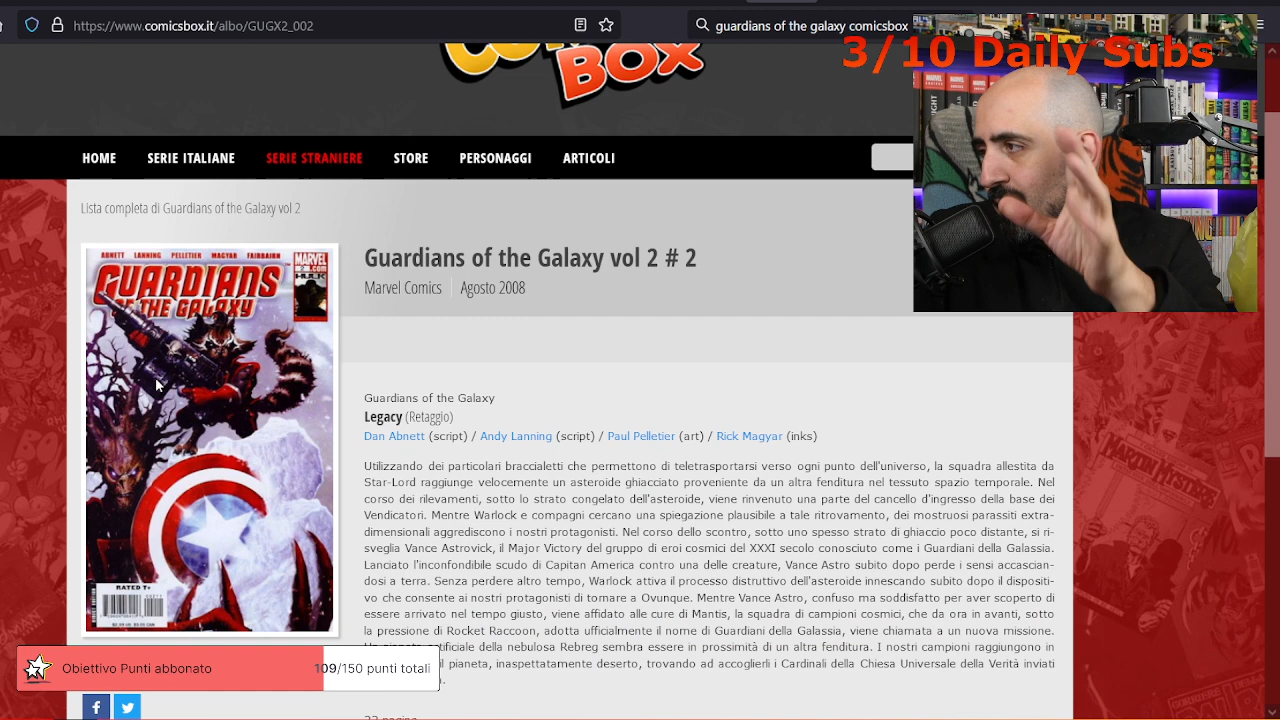 https://www.comicsbox.it/albo/GUGX2_002
guardians of the galaxy comicsbox
3/10 Daily Subs
BOX
HOME
SERIE ITALIANE
SERIE STRANIERE
STORE
PERSONAGGI
ARTICOLI
Lista completa di Guardians of the Galaxy vol 2
ABNETT LANNING PELLETIER MAGYAR FAIRBAIRN
GUARDIANS
OF THE GALAXY
MARVEL
2 .com
HULK
RATED T+
Guardians of the Galaxy vol 2 # 2
Marvel Comics
Agosto 2008
Guardians of the Galaxy
Legacy (Retaggio)
Dan Abnett (script) / Andy Lanning (script) / Paul Pelletier (art) / Rick Magyar (inks)
Utilizzando dei particolari braccialetti che permettono di teletrasportarsi verso ogni punto dell'universo, la squadra allestita da
Star-Lord raggiunge velocemente un asteroide ghiacciato proveniente da un altra fenditura nel tessuto spazio temporale. Nel
corso dei rilevamenti, sotto lo strato congelato dell'asteroide, viene rinvenuto una parte del cancello d'ingresso della base dei
Vendicatori. Mentre Warlock e compagni cercano una spiegazione plausibile a tale ritrovamento, dei mostruosi parassiti extra-
dimensionali aggrediscono i nostri protagonisti. Nel corso dello scontro, sotto uno spesso strato di ghiaccio poco distante, si ri-
sveglia Vance Astrovick, il Major Victory del gruppo di eroi cosmici del XXXI secolo conosciuto come i Guardiani della Galassia.
Lanciato l'inconfondibile scudo di Capitan America contro una delle creature, Vance Astro subito dopo perde i sensi accascian-
dosi a terra. Senza perdere altro tempo, Warlock attiva il processo distruttivo dell'asteroide innescando subito dopo il dispositi-
vo che consente ai nostri protagonisti di tornare a Ovunque. Mentre Vance Astro, confuso ma soddisfatto per aver scoperto di
essere arrivato nel tempo giusto, viene affidato alle cure di Mantis, la squadra di campioni cosmici, che da ora in avanti, sotto
la pressione di Rocket Raccoon, adotta ufficialmente il nome di Guardiani della Galassia, viene chiamata a un nuova missione.
artificiale della nebulosa Rebreg sembra essere in prossimità di un altra fenditura. I nostri campioni raggiungono in
l pianeta, inaspettatamente deserto, trovando ad accoglierli i Cardinali della Chiesa Universale della Verità inviati
Obiettivo Punti abbonato
109/150 punti totali